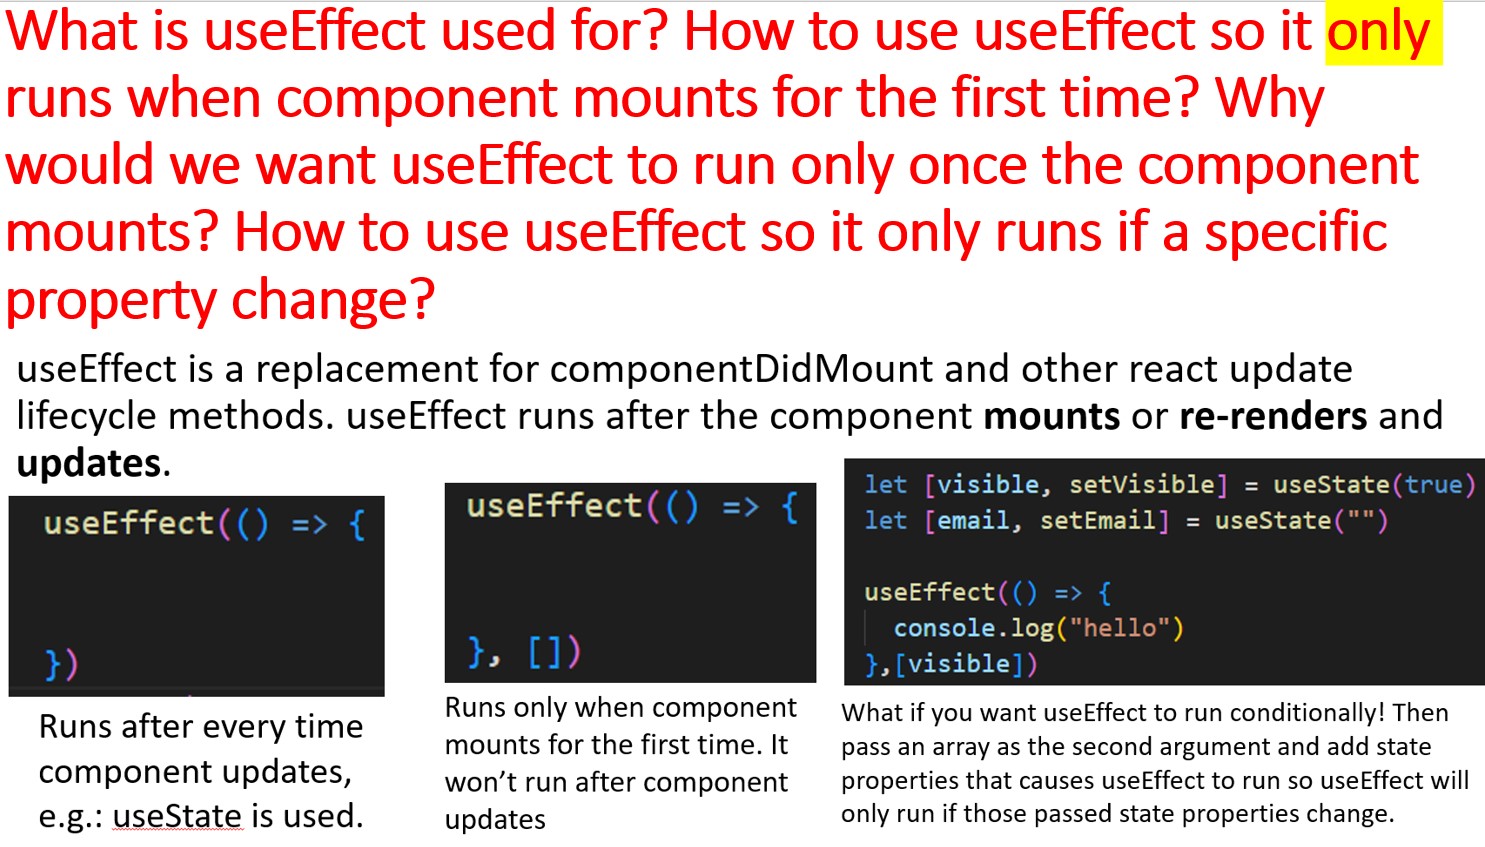 What is useEffect used for? How to use useEffect so it only
runs when component mounts for the first time? Why
would we want useEffect to run only once the component
mounts? How to use useEffect so it only runs if a specific
property change?
useEffect is a replacement for componentDidMount and other react update
lifecycle methods. useEffect runs after the component mounts or re-renders and
updates.
useEffect(() => {
})
Runs after every time
component updates,
e.g.: useState is used.
useEffect(() => {
}, [])
Runs only when component
mounts for the first time. It
won’t run after component
updates
let [visible, setVisible] = useState(true)
let [email, setEmail] = useState("")
useEffect(() => {
console.log("hello")
},[visible])
What if you want useEffect to run conditionally! Then
pass an array as the second argument and add state
properties that causes useEffect to run so useEffect will
only run if those passed state properties change.